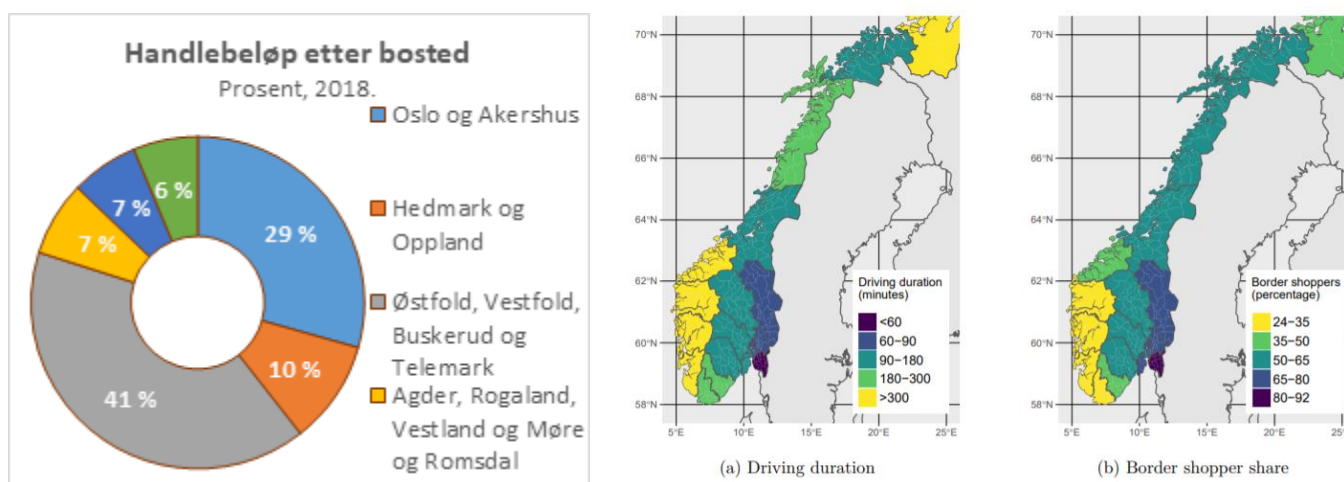 Handlebeløp etter bosted
Prosent, 2018.
Oslo og Akershus
Hedmark og
Oppland
Østfold, Vestfold,
Buskerud og
Telemark
Agder, Rogaland,
Vestland og Møre
og Romsdal
29 %
10 %
41 %
7 %
7 %
6 %
70°N
68°N
66°N
64°N
62°N
60°N
58°N
5°E
10°E
15°E
20°E
25°E
Driving duration
(minutes)
<60
60−90
90−180
180−300
>300
(a) Driving duration
70°N
68°N
66°N
64°N
62°N
60°N
58°N
5°E
10°E
15°E
20°E
25°E
Border shoppers
(percentage)
24−35
35−50
50−65
65−80
80−92
(b) Border shopper share